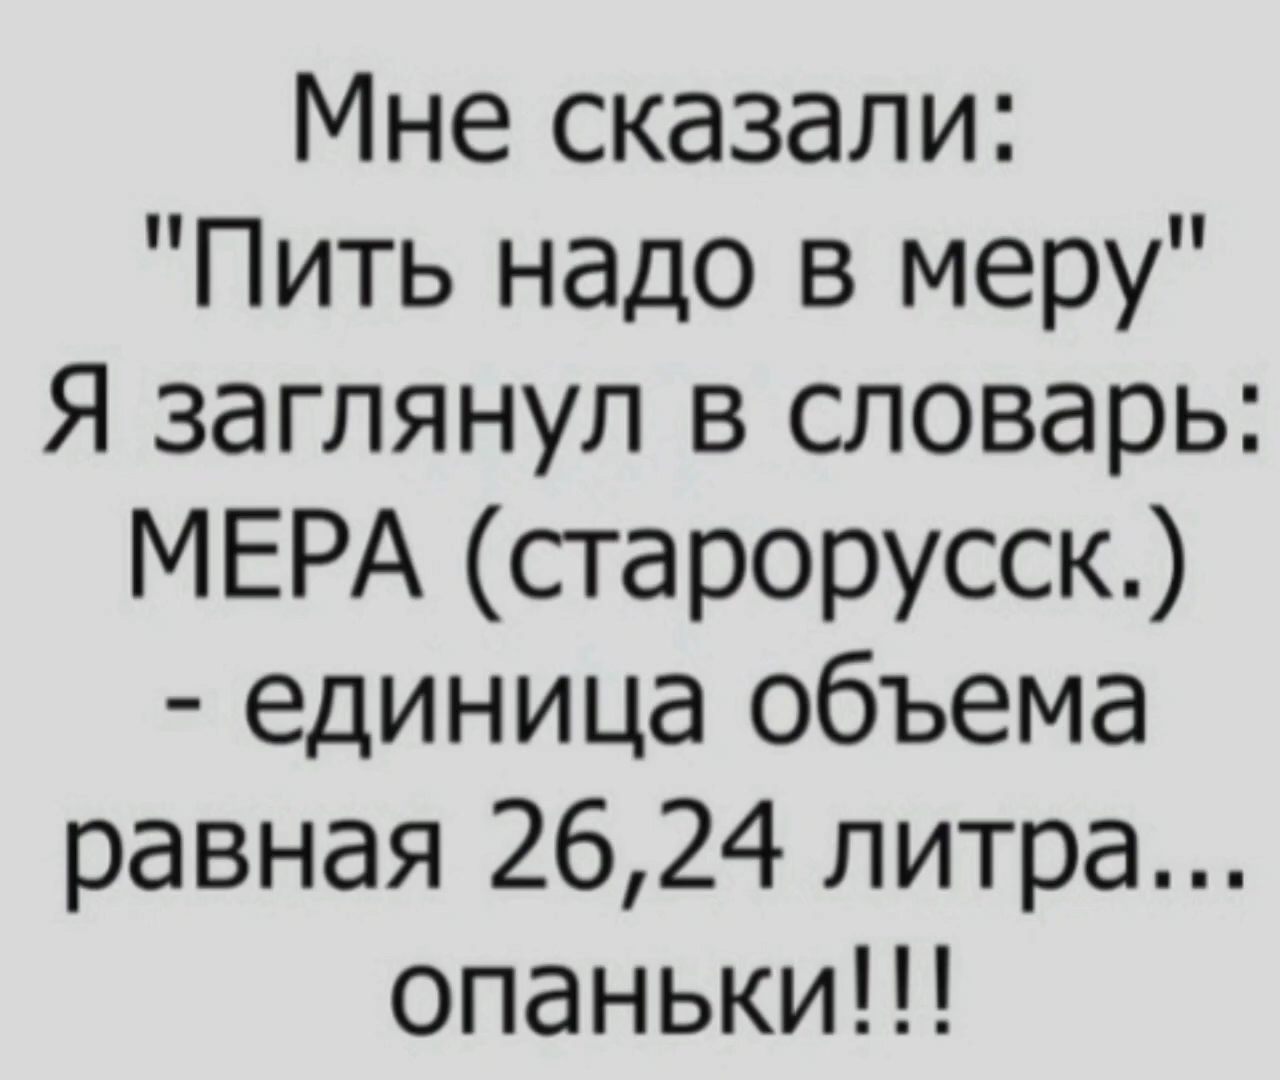 Мне сказали:
"Пить надо в меру"
Я заглянул в словарь:
МЕРА (старорусск.)
- единица объема
равная 26,24 литра...
опаньки!!!